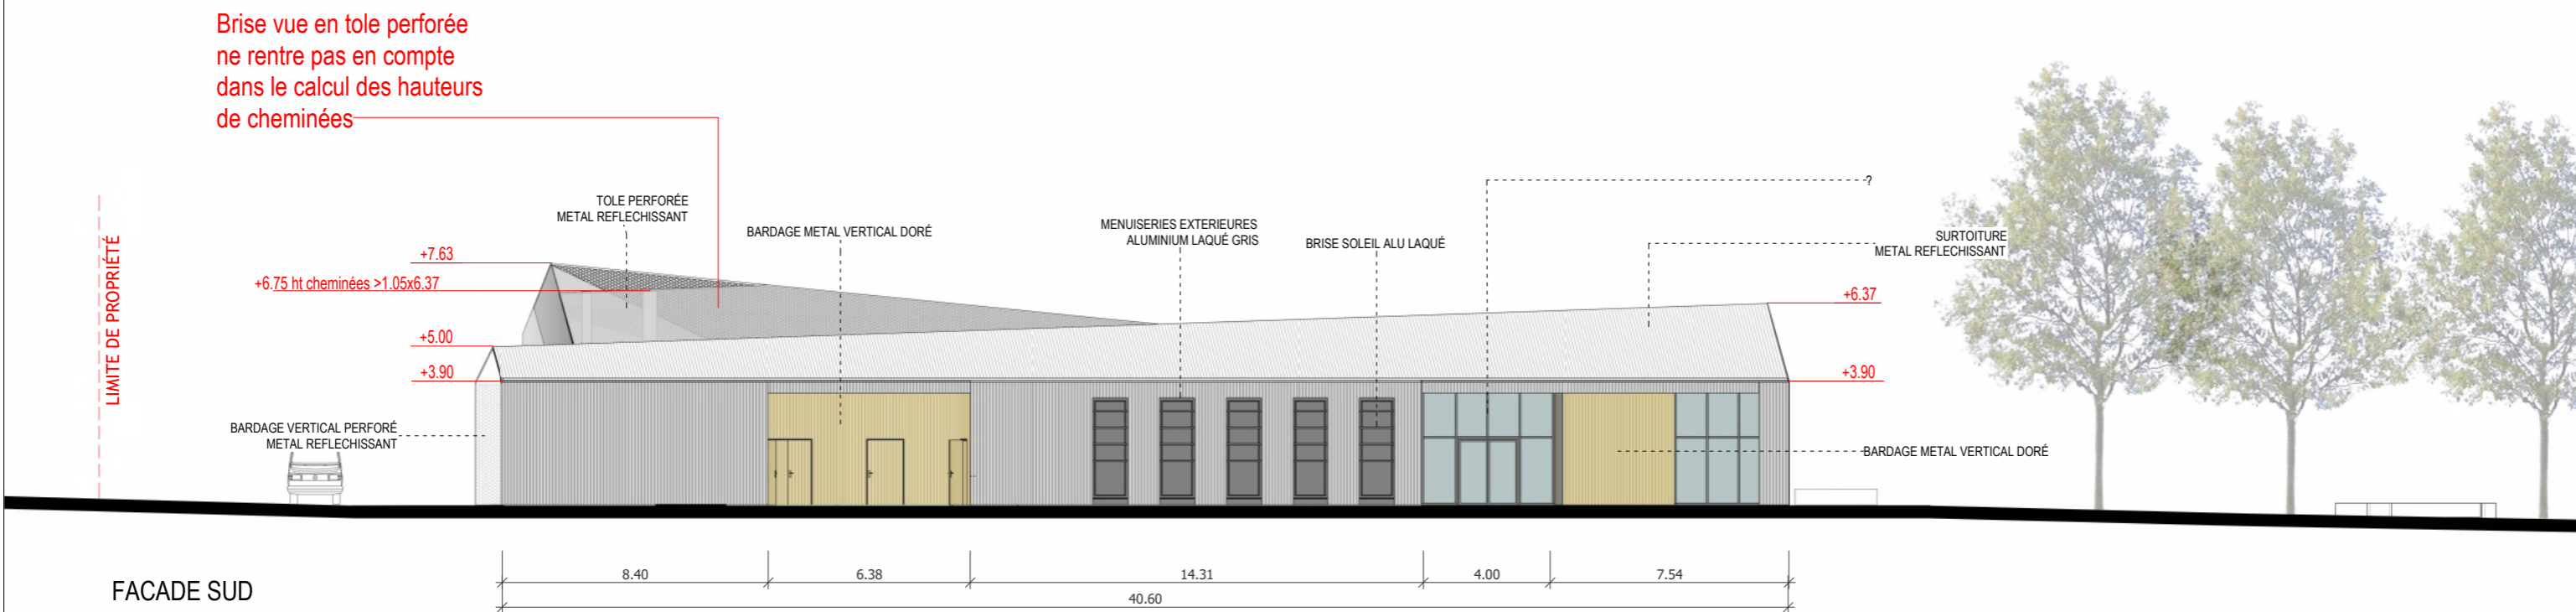 Brise vue en tole perforée
ne rentre pas en compte
dans le calcul des hauteurs
de cheminées
LIMITE DE PROPRIÉTÉ
TOLE PERFORÉE
METAL REFLECHISSANT
BARDAGE METAL VERTICAL DORÉ
MENUISERIES EXTERIEURES
ALUMINIUM LAQUÉ GRIS
BRISE SOLEIL ALU LAQUÉ
?
SURTOITURE
METAL REFLECHISSANT
+7.63
+6.75 ht cheminées >1.05x6.37
+6.37
+5.00
+3.90
+3.90
BARDAGE VERTICAL PERFORÉ
METAL REFLECHISSANT
BARDAGE METAL VERTICAL DORÉ
8.40
6.38
14.31
4.00
7.54
40.60
FACADE SUD